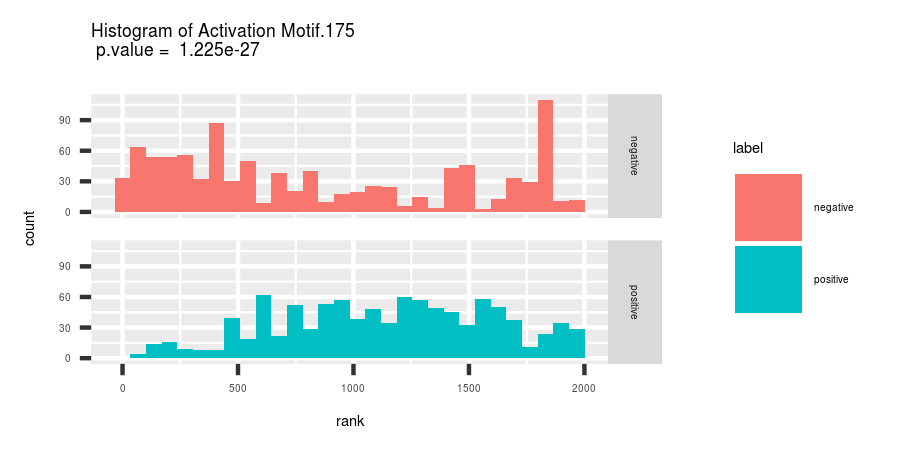 Histogram of Activation Motif.175
p.value = 1.225e-27
count
90
60
30
0
negative
90
60
30
0
positive
0 500 1000 1500 2000
rank
label
negative
positive